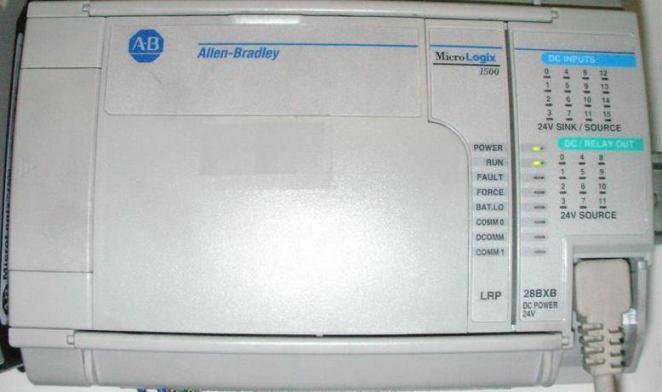 AB
Allen-Bradley
MicroLogix
1500
DC INPUTS
0 4 8 12
1 5 9 13
2 6 10 14
3 7 11 15
24V SINK / SOURCE
DC / RELAY OUT
0 4 8
1 5 9
2 6 10
3 7 11
24V SOURCE
POWER
RUN
FAULT
FORCE
BAT.LO
COMM 0
DCOMM
COMM 1
LRP
28BXB
DC POWER
24V
MicroLogix